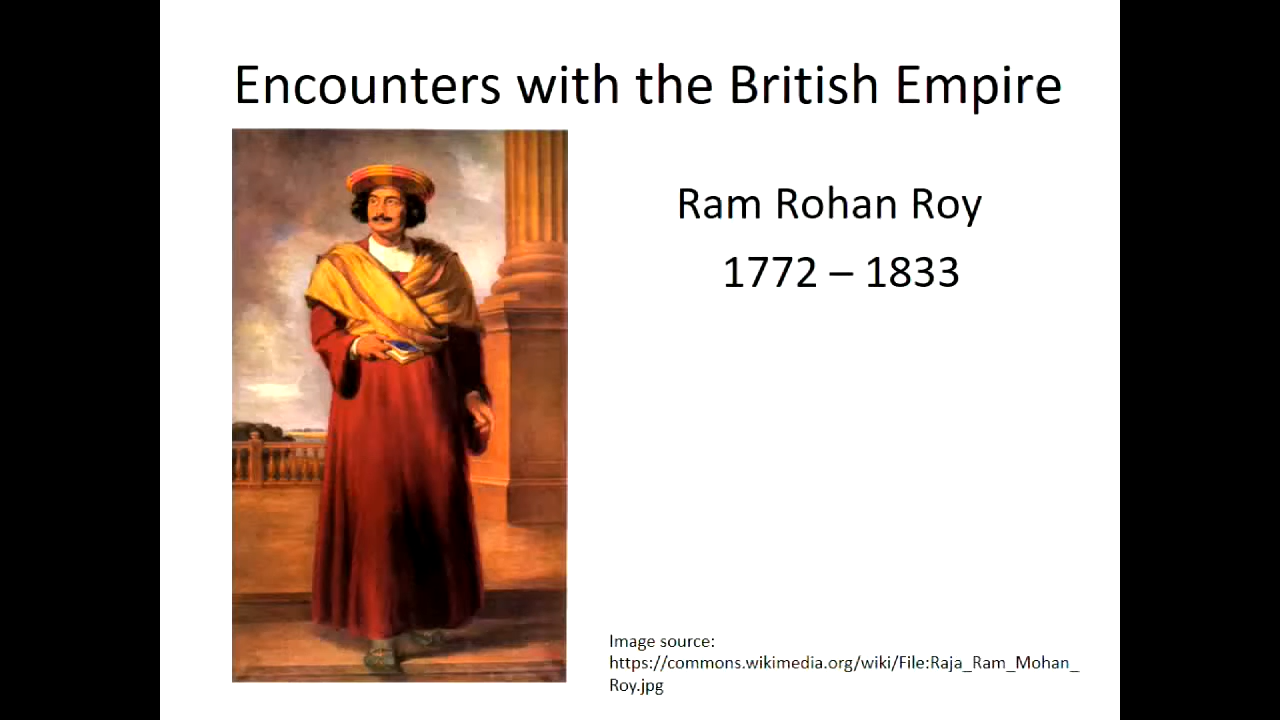 Encounters with the British Empire
Ram Rohan Roy
1772 – 1833
Image source:
https://commons.wikimedia.org/wiki/File:Raja_Ram_Mohan_
Roy.jpg